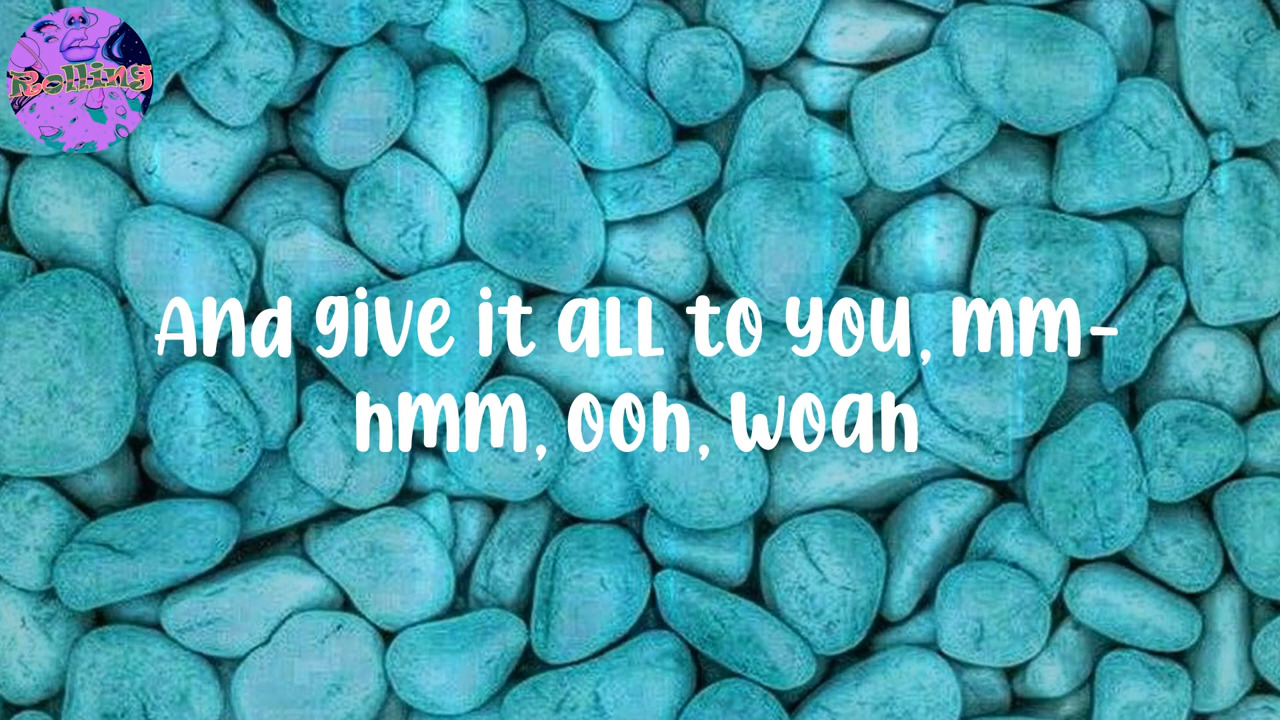 Rolling
And give it all to you, mm-
hmm, ooh, woah